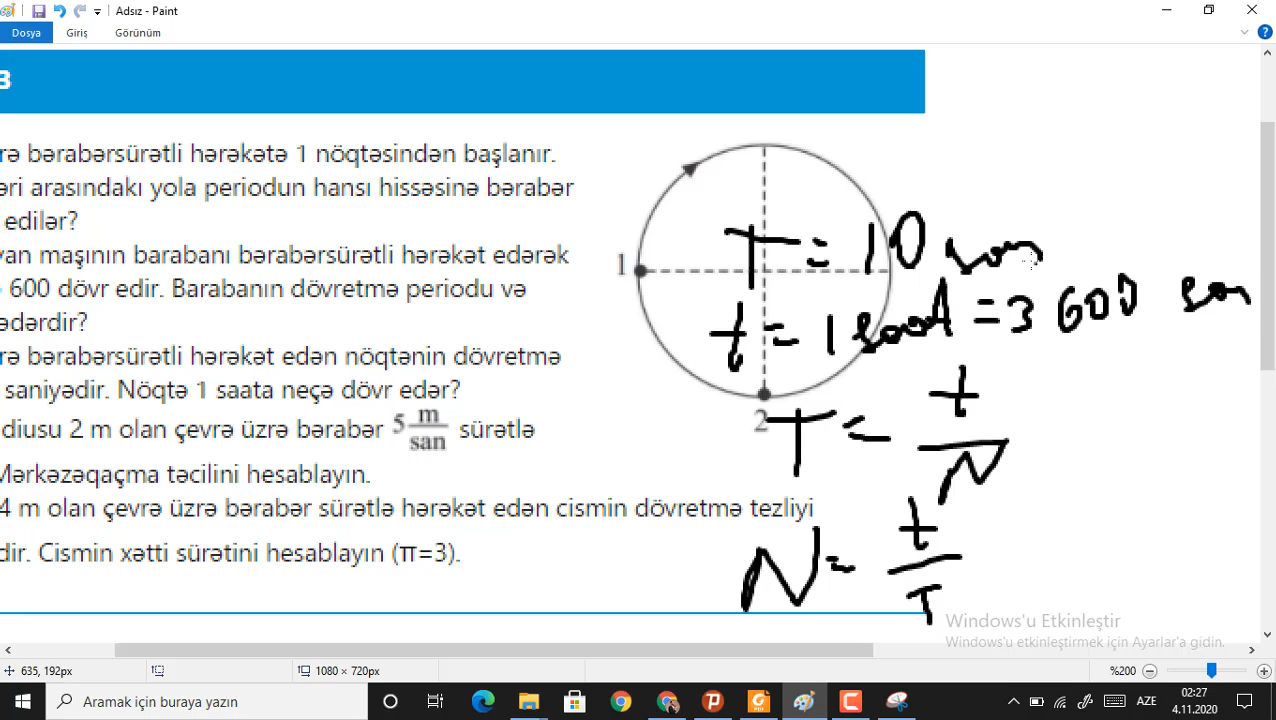 Adsız - Paint
Dosya Giriş Görünüm
3
rə bərabərsürətli hərəkətə 1 nöqtəsindən başlanır.
əri arasındakı yola periodun hansı hissəsinə bərabər
edilər?
yan maşının barabanı bərabərsürətli hərəkət edərək
600 dövr edir. Barabanın dövretmə periodu və
ədərdir?
rə bərabərsürətli hərəkət edən nöqtənin dövretmə
saniyədir. Nöqtə 1 saata neçə dövr edər?
diusu 2 m olan çevrə üzrə bərabər 5 m/san sürətlə
Mərkəzəqaçma təcilini hesablayın.
4 m olan çevrə üzrə bərabər sürətlə hərəkət edən cismin dövretmə tezliyi
dir. Cismin xətti sürətini hesablayın (π=3).
1
2
T = 10 san
t = 1 saat = 3 600 san
T = t/N
N = t/T
Windows'u Etkinleştir
Windows'u etkinleştirmek için Ayarlar'a gidin.
635, 192px
1080 × 720px
%200
Aramak için buraya yazın
AZE
02:27
4.11.2020